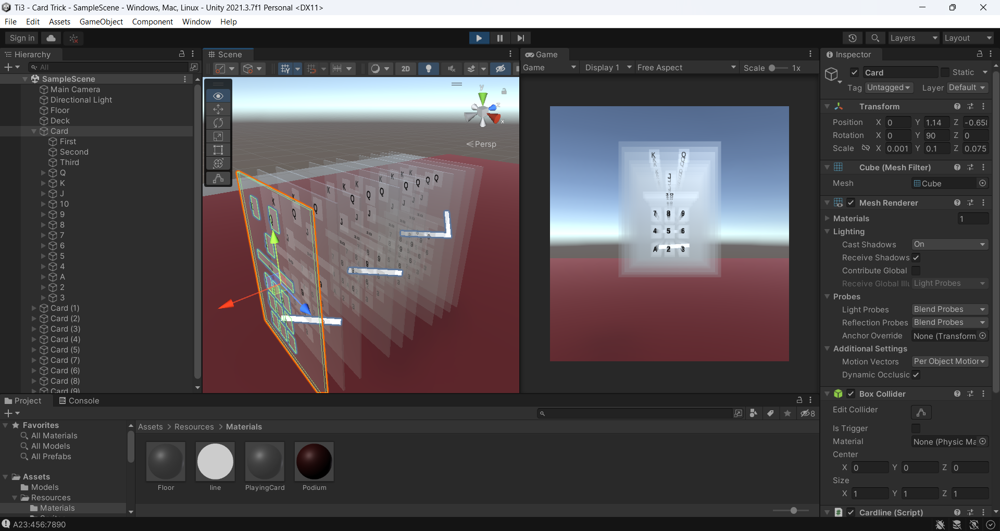 Ti3 - Card Trick - SampleScene - Windows, Mac, Linux - Unity 2021.3.7f1 Personal <DX11>
File Edit Assets GameObject Component Window Help
Sign in
Layers Layout
Hierarchy
All
SampleScene
Main Camera
Directional Light
Floor
Deck
Card
First
Second
Third
Q
K
J
10
9
8
7
6
5
4
A
2
3
Card (1)
Card (2)
Card (3)
Card (4)
Card (5)
Card (7)
Card (6)
Card (8)
Card (9)
Scene
2D
y
z
x
Persp
Game
Game Display 1 Free Aspect Scale 1x
K Q
J
7 8 9
4 5 6
A 2 3
Inspector
Card Static
Tag Untagged Layer Default
Transform
Position X 0 Y 1.14 Z -0.65
Rotation X 0 Y 90 Z 0
Scale X 0.001 Y 0.1 Z 0.075
Cube (Mesh Filter)
Mesh Cube
Mesh Renderer
Materials 1
Lighting
Cast Shadows On
Receive Shadows
Contribute Global
Receive Global Illu Light Probes
Probes
Light Probes Blend Probes
Reflection Probes Blend Probes
Anchor Override None (Transform
Additional Settings
Motion Vectors Per Object Motior
Dynamic Occlusic
Box Collider
Edit Collider
Is Trigger
Material None (Physic Ma
Center
X 0 Y 0 Z 0
Size
X 1 Y 1 Z 1
Cardline (Script)
Project Console
8
Favorites
All Materials
All Models
All Prefabs
Assets
Models
Resources
Materials
Assets > Resources > Materials
Floor line PlayingCard Podium
A23:456:7890